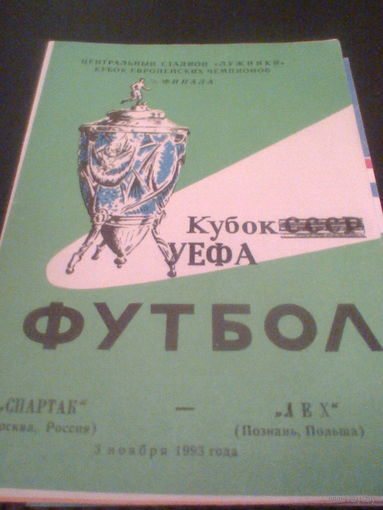 ЦЕНТРАЛЬНЫЙ СТАДИОН «ЛУЖНИКИ»
КУБОК ЕВРОПЕЙСКИХ ЧЕМПИОНОВ
ФИНАЛА
Кубок СССР
УЕФА
ФУТБОЛ
„СПАРТАК" — „ЛЕХ"
осква, Россия) (Познань, Польша)
3 ноября 1993 года